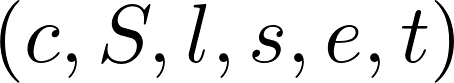 (c, S, l, s, e, t)